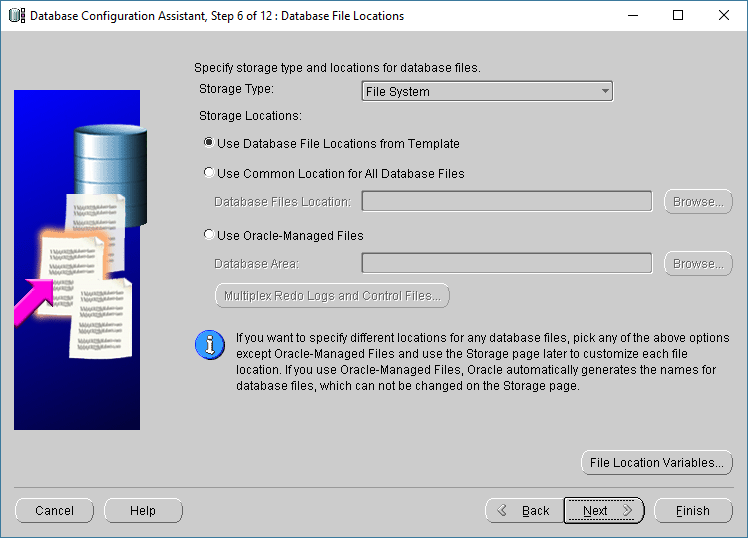 Database Configuration Assistant, Step 6 of 12 : Database File Locations
Specify storage type and locations for database files.
Storage Type: File System
Storage Locations:
Use Database File Locations from Template
Use Common Location for All Database Files
Database Files Location: Browse...
Use Oracle-Managed Files
Database Area: Browse...
Multiplex Redo Logs and Control Files...
If you want to specify different locations for any database files, pick any of the above options
except Oracle-Managed Files and use the Storage page later to customize each file
location. If you use Oracle-Managed Files, Oracle automatically generates the names for
database files, which can not be changed on the Storage page.
File Location Variables...
Cancel Help Back Next Finish